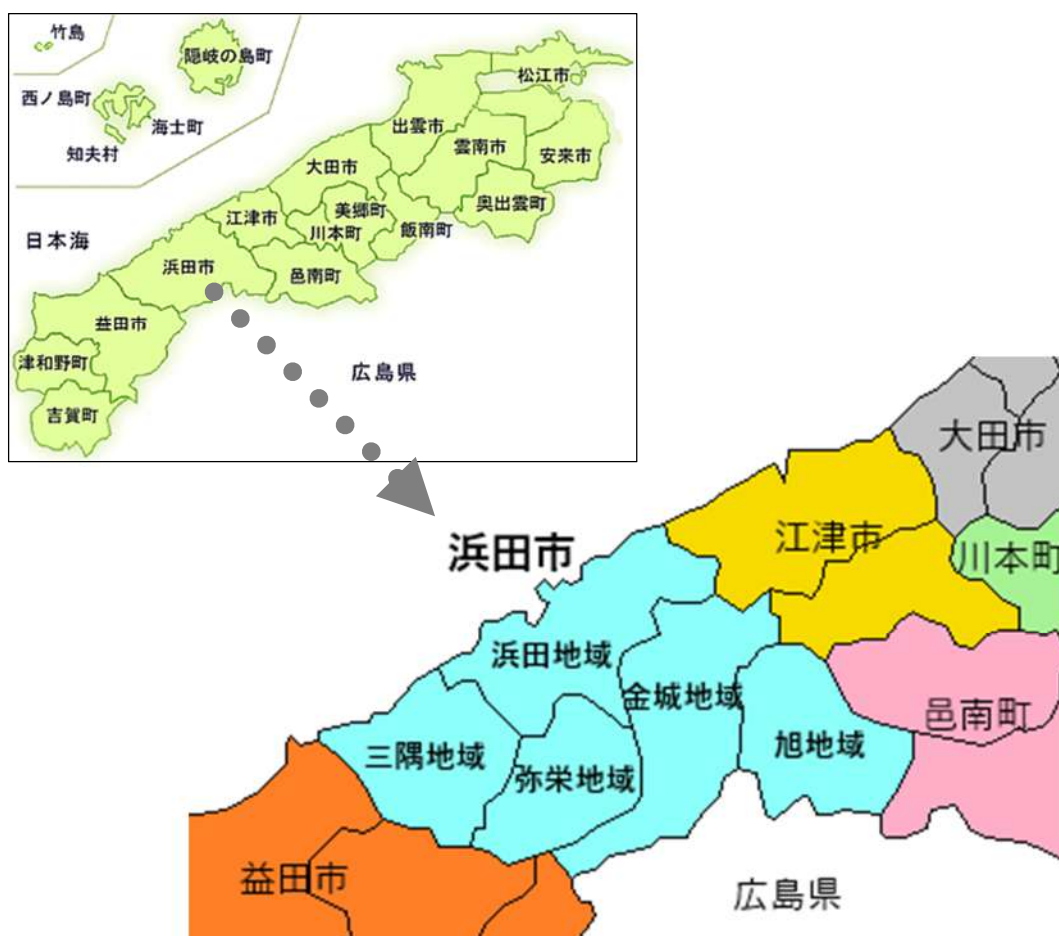 竹島
隠岐の島町
西ノ島町
海士町
知夫村
松江市
出雲市
雲南市
安来市
大田市
奥出雲町
美郷町
江津市
川本町
飯南町
日本海
浜田市
邑南町
益田市
津和野町
広島県
吉賀町
大田市
浜田市
江津市
川本町
浜田地域
金城地域
邑南町
三隅地域
旭地域
弥栄地域
益田市
広島県